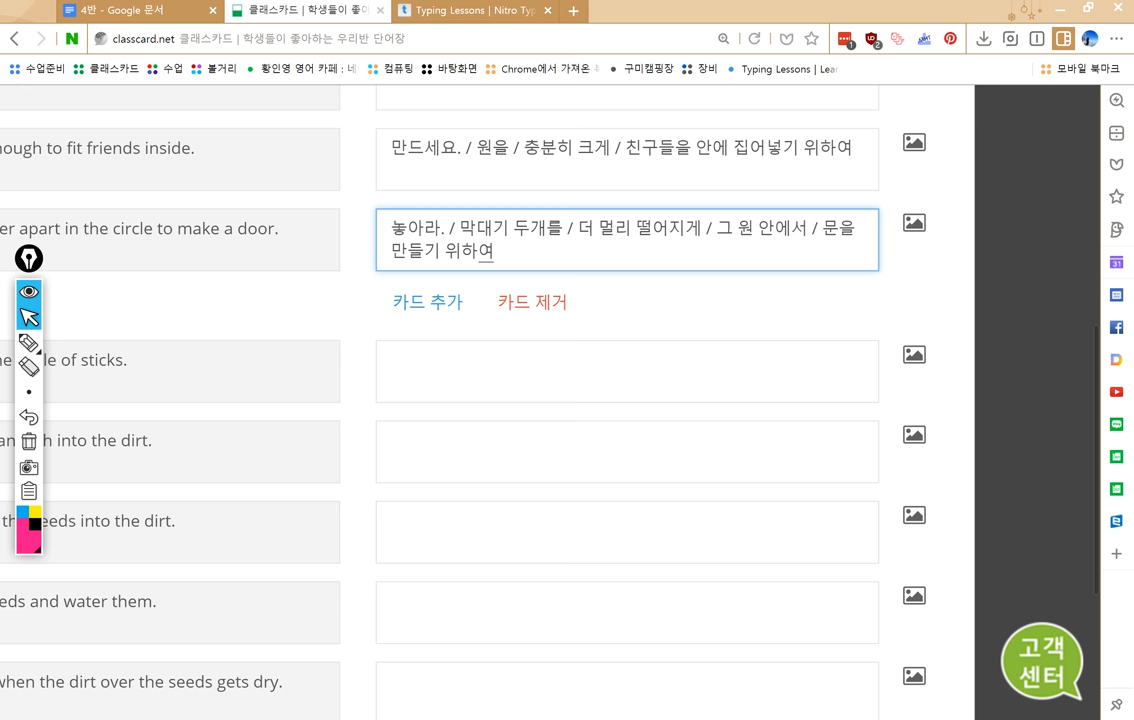 4반 - Google 문서
클래스카드 | 학생들이 좋아
Typing Lessons | Nitro Typ
classcard.net 클래스카드 | 학생들이 좋아하는 우리반 단어장
수업준비
클래스카드
수업
볼거리
황인영 영어 카페 : 네
컴퓨팅
바탕화면
Chrome에서 가져온
구미캠핑장
장비
Typing Lessons | Lear
모바일 북마크
nough to fit friends inside.
만드세요. / 원을 / 충분히 크게 / 친구들을 안에 집어넣기 위하여
er apart in the circle to make a door.
놓아라. / 막대기 두개를 / 더 멀리 떨어지게 / 그 원 안에서 / 문을
만들기 위하여
카드 추가 카드 제거
le of sticks.
h into the dirt.
eeds into the dirt.
eds and water them.
when the dirt over the seeds gets dry.
고객
센터